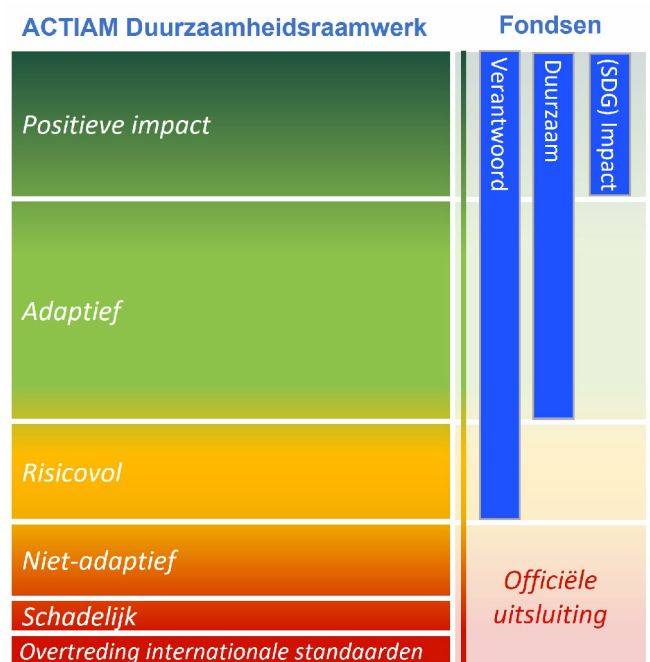 ACTIAM Duurzaamheidsraamwerk
Fondsen
Positieve impact
Adaptief
Risicovol
Niet-adaptief
Schadelijk
Overtreding internationale standaarden
Verantwoord
Duurzaam
(SDG) Impact
Officiële
uitsluiting